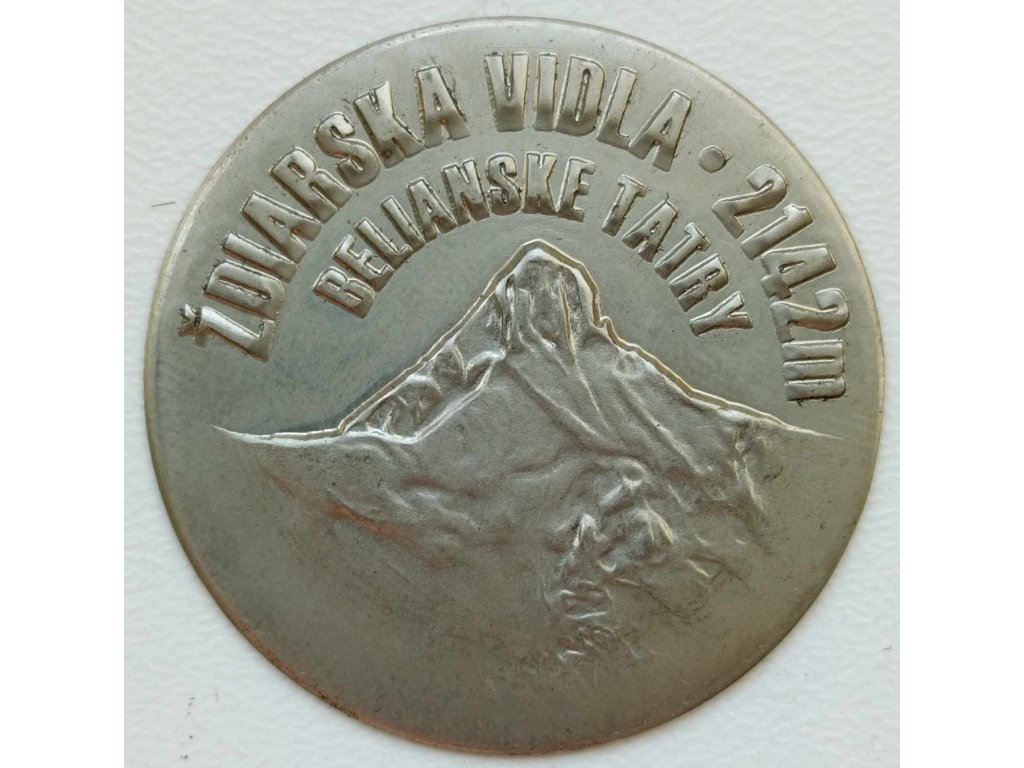 ŽDIARSKA VIDLA • 2142m
BELIANSKE TATRY